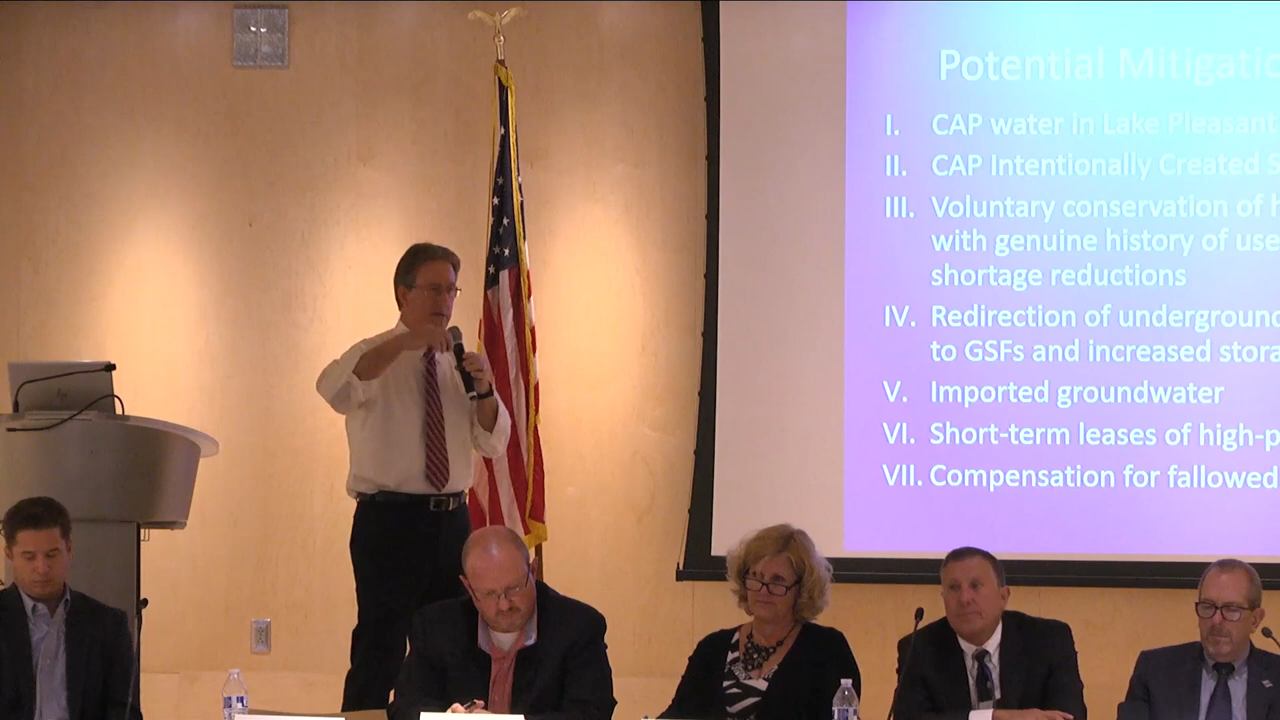 Potential Mitigatio
I. CAP water in Lake Pleasant
II. CAP Intentionally Created S
III. Voluntary conservation of h
with genuine history of use
shortage reductions
IV. Redirection of underground
to GSFs and increased stora
V. Imported groundwater
VI. Short-term leases of high-p
VII. Compensation for fallowed